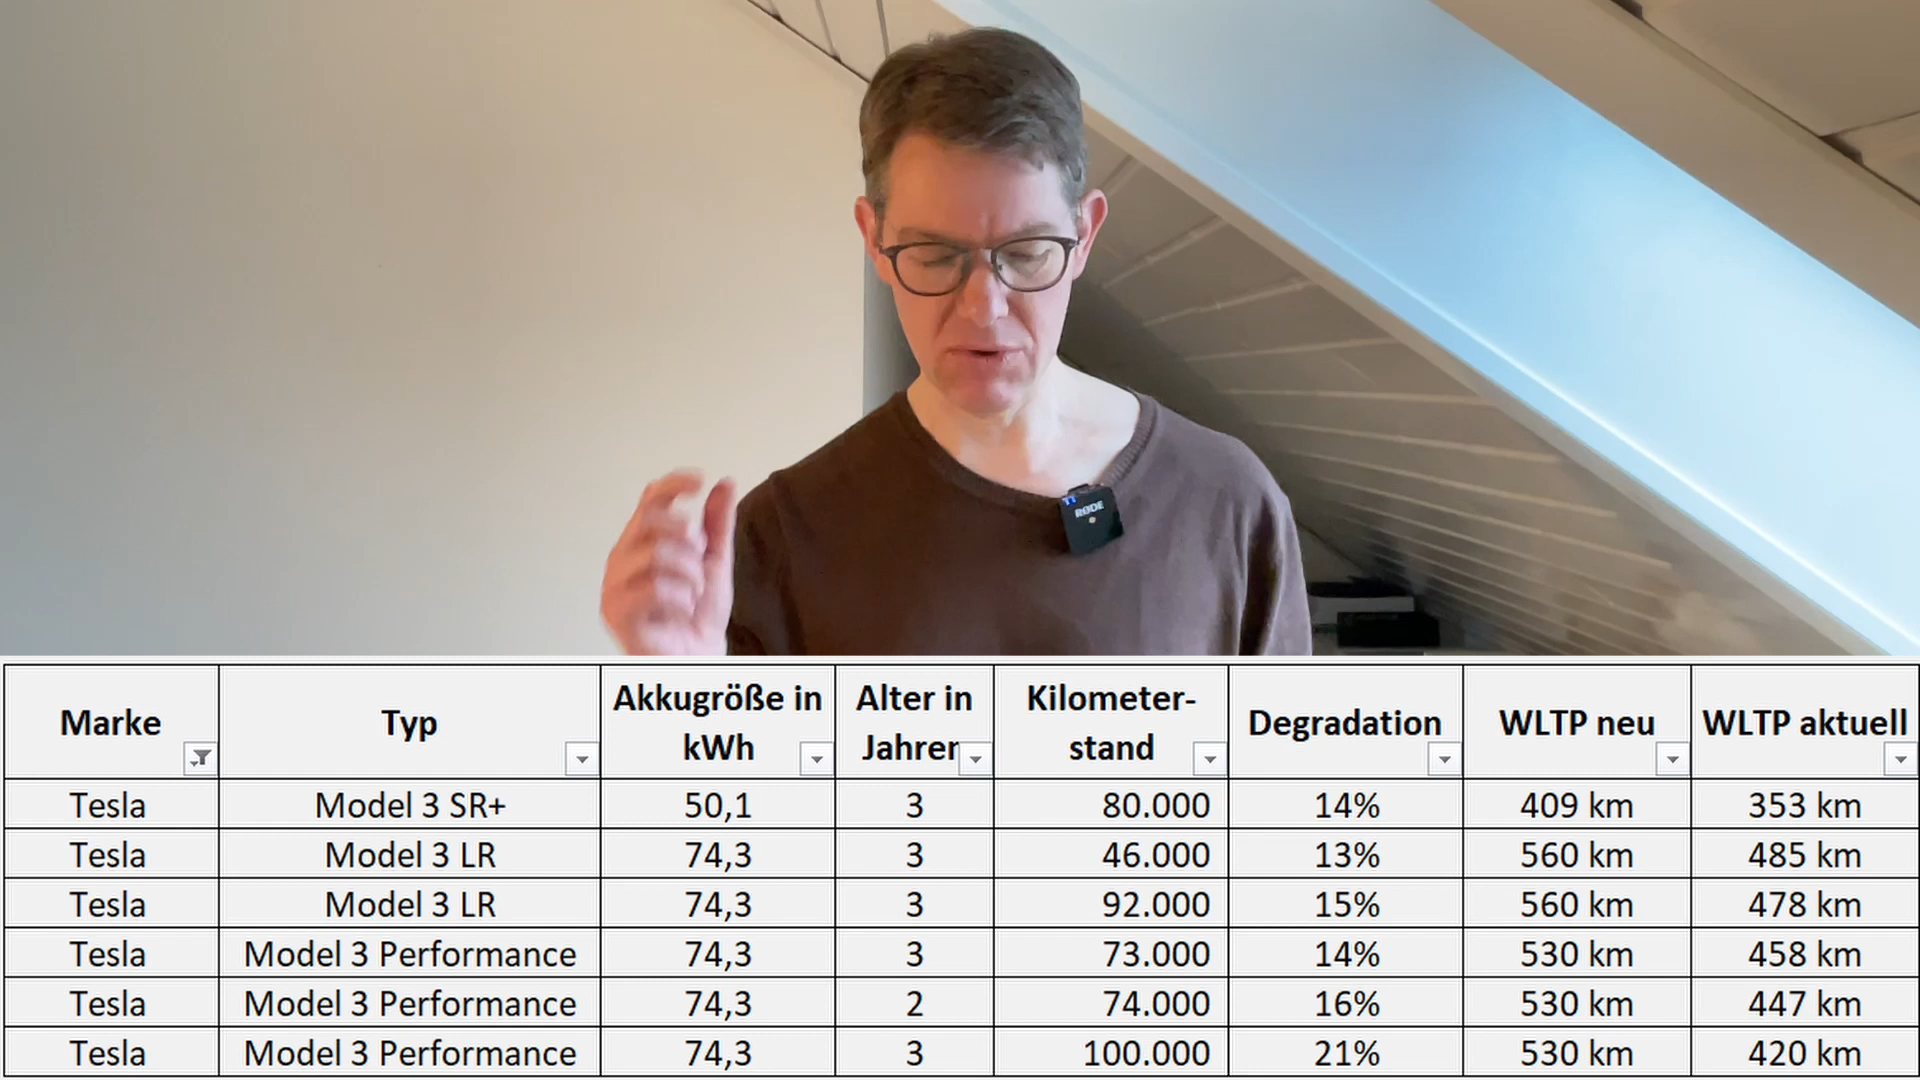 RØDE
Marke Typ Akkugröße in kWh Alter in Jahrer Kilometer-stand Degradation WLTP neu WLTP aktuell
Tesla Model 3 SR+ 50,1 3 80.000 14% 409 km 353 km
Tesla Model 3 LR 74,3 3 46.000 13% 560 km 485 km
Tesla Model 3 LR 74,3 3 92.000 15% 560 km 478 km
Tesla Model 3 Performance 74,3 3 73.000 14% 530 km 458 km
Tesla Model 3 Performance 74,3 2 74.000 16% 530 km 447 km
Tesla Model 3 Performance 74,3 3 100.000 21% 530 km 420 km